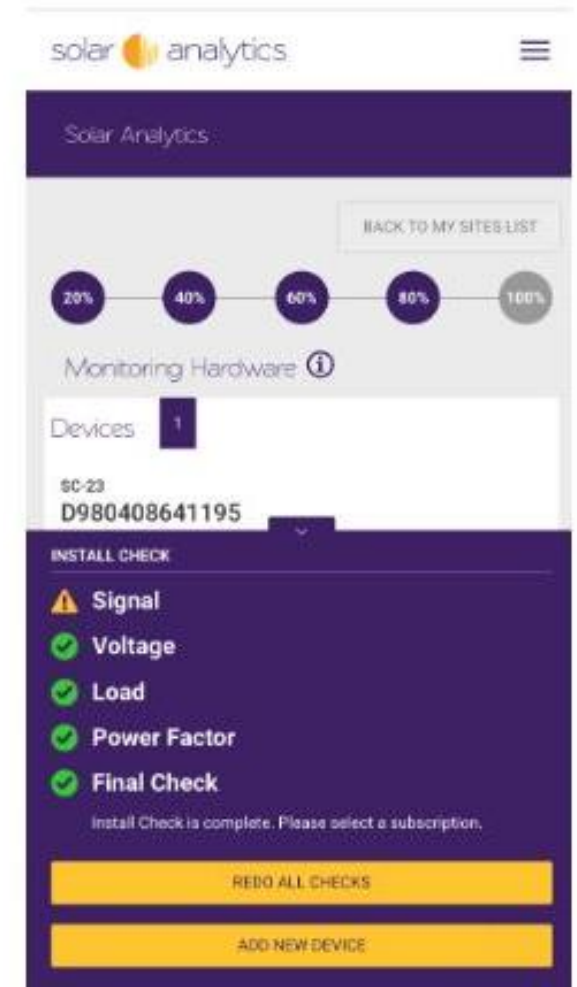 solar analytics
Solar Analytics
BACK TO MY SITES LIST
20% 40% 60% 80% 100%
Monitoring Hardware
Devices 1
SC-23
D980408641195
INSTALL CHECK
Signal
Voltage
Load
Power Factor
Final Check
Install Check is complete. Please select a subscription.
REDO ALL CHECKS
ADD NEW DEVICE